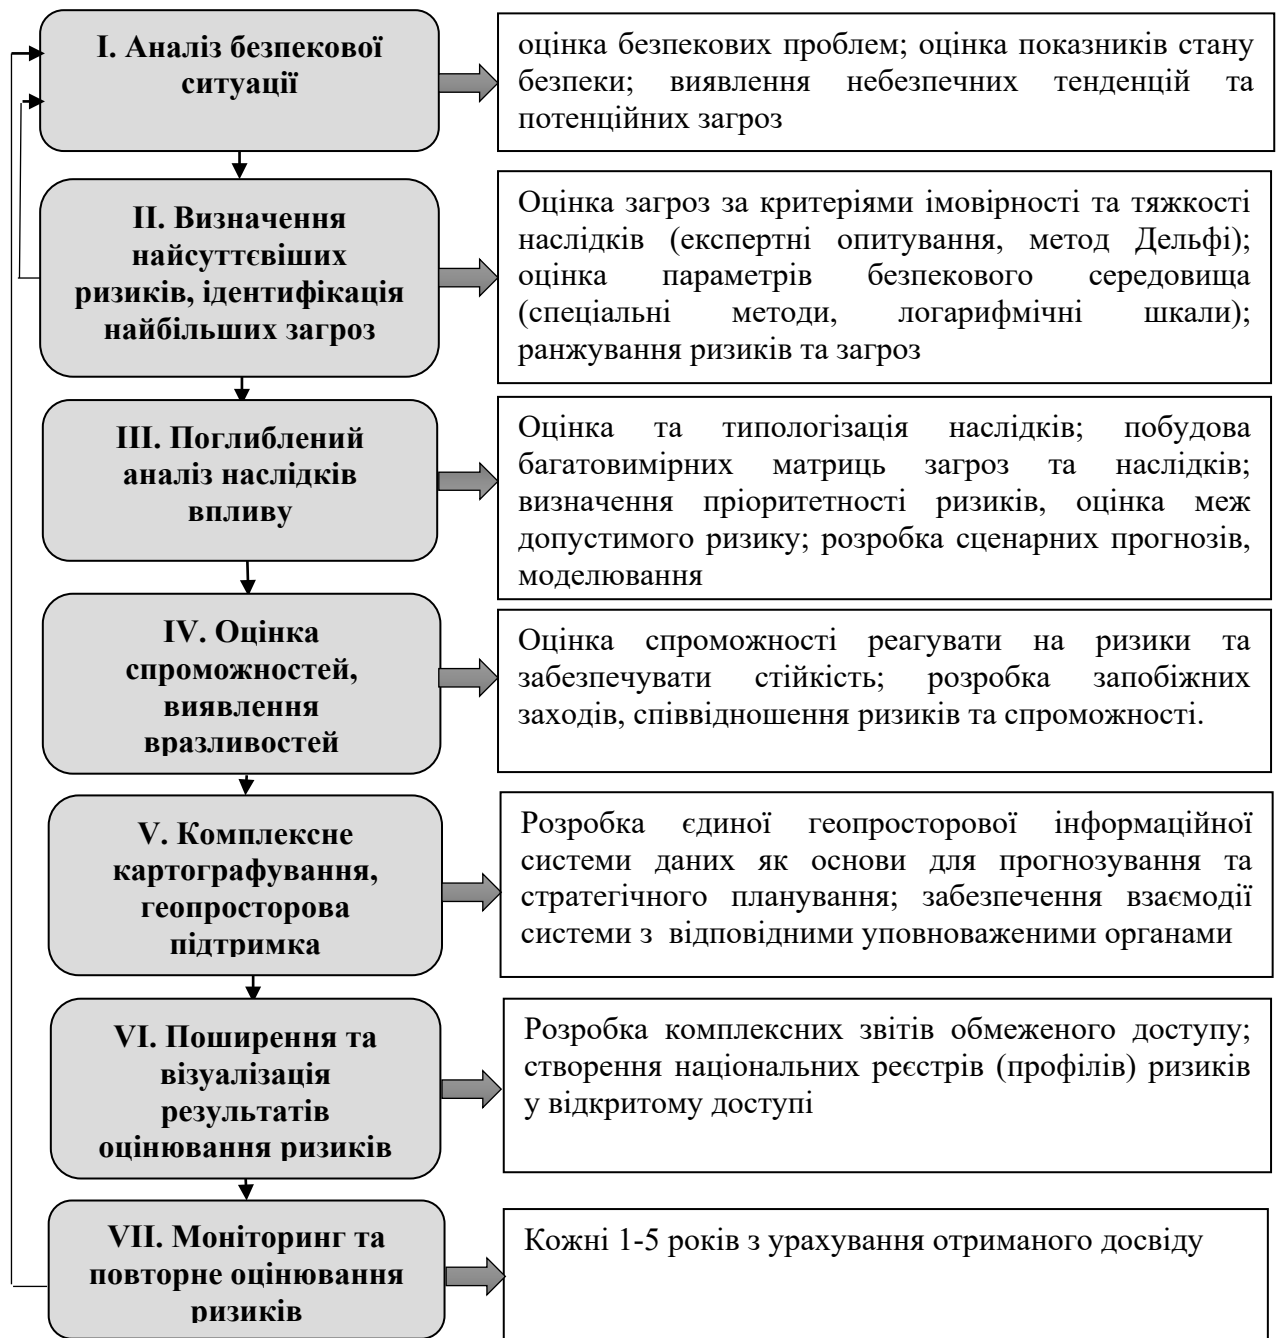 І. Аналіз безпекової
ситуації
оцінка безпекових проблем; оцінка показників стану
безпеки; виявлення небезпечних тенденцій та
потенційних загроз
ІІ. Визначення
найсуттєвіших
ризиків, ідентифікація
найбільших загроз
Оцінка загроз за критеріями імовірності та тяжкості
наслідків (експертні опитування, метод Дельфі);
оцінка параметрів безпекового середовища
(спеціальні методи, логарифмічні шкали);
ранжування ризиків та загроз
ІІІ. Поглиблений
аналіз наслідків
впливу
Оцінка та типологізація наслідків; побудова
багатовимірних матриць загроз та наслідків;
визначення пріоритетності ризиків, оцінка меж
допустимого ризику; розробка сценарних прогнозів,
моделювання
IV. Оцінка
спроможностей,
виявлення
вразливостей
Оцінка спроможності реагувати на ризики та
забезпечувати стійкість; розробка запобіжних
заходів, співвідношення ризиків та спроможності.
V. Комплексне
картографування,
геопросторова
підтримка
Розробка єдиної геопросторової інформаційної
системи даних як основи для прогнозування та
стратегічного планування; забезпечення взаємодії
системи з відповідними уповноваженими органами
VI. Поширення та
візуалізація
результатів
оцінювання ризиків
Розробка комплексних звітів обмеженого доступу;
створення національних реєстрів (профілів) ризиків
у відкритому доступі
VII. Моніторинг та
повторне оцінювання
ризиків
Кожні 1-5 років з урахування отриманого досвіду